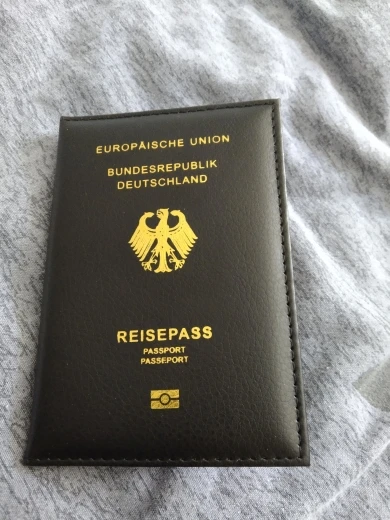 EUROPÄISCHE UNION
BUNDESREPUBLIK
DEUTSCHLAND
REISEPASS
PASSPORT
PASSEPORT